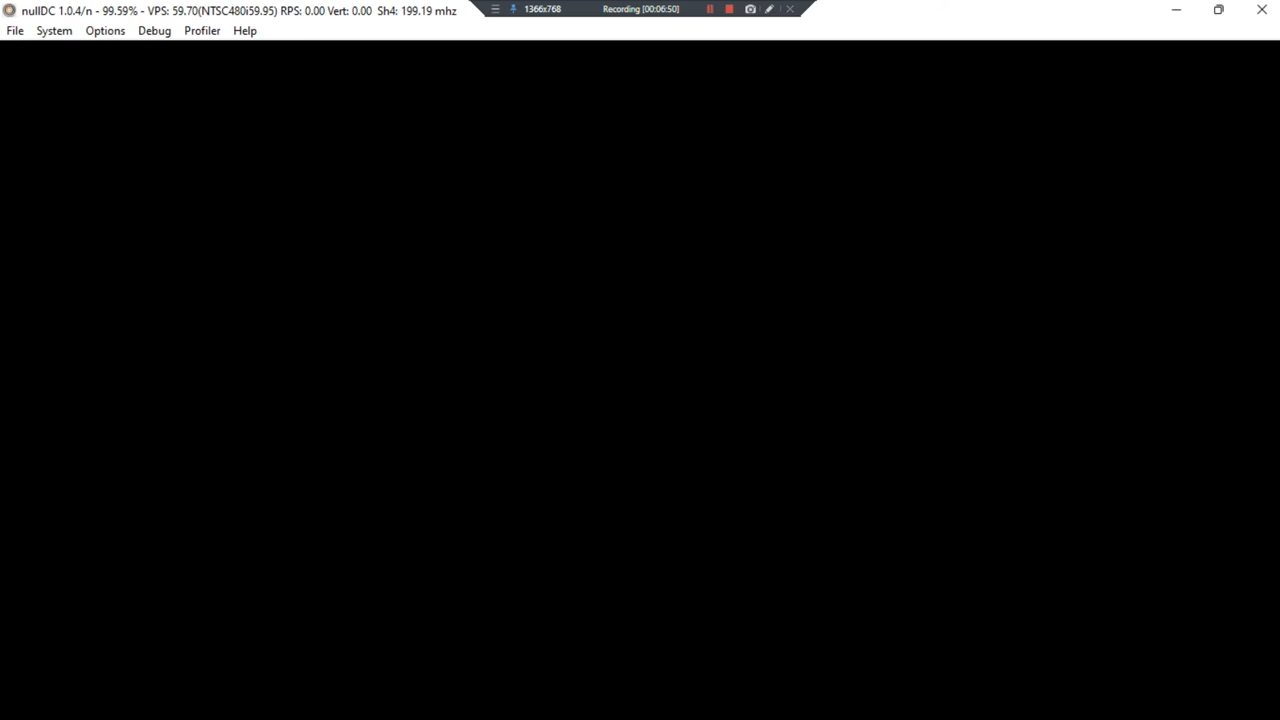 nullDC 1.0.4/n - 99.59% - VPS: 59.70(NTSC480i59.95) RPS: 0.00 Vert: 0.00 Sh4: 199.19 mhz
1366x768
Recording [00:06:50]
File System Options Debug Profiler Help